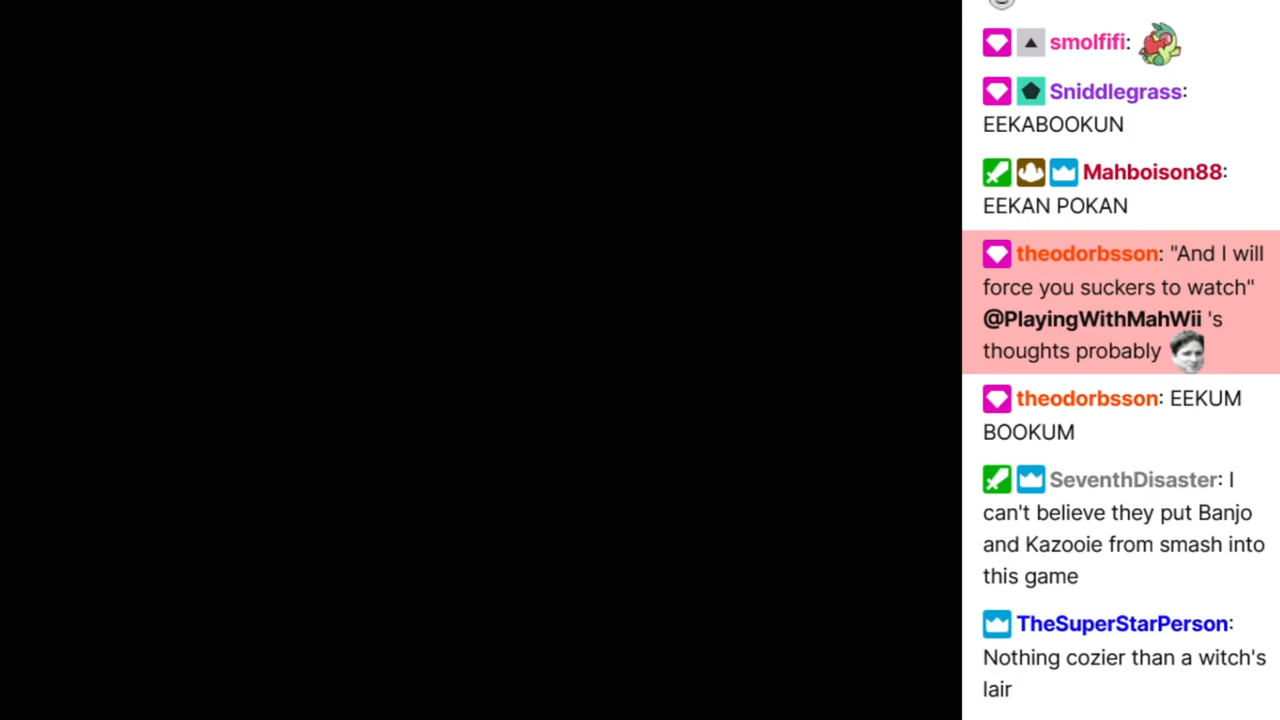 smolfifi:
Sniddlegrass:
EEKABOOKUN
Mahboison88:
EEKAN POKAN
theodorbsson: "And I will
force you suckers to watch"
@PlayingWithMahWii 's
thoughts probably
theodorbsson: EEKUM
BOOKUM
SeventhDisaster: I
can't believe they put Banjo
and Kazooie from smash into
this game
TheSuperStarPerson:
Nothing cozier than a witch's
lair